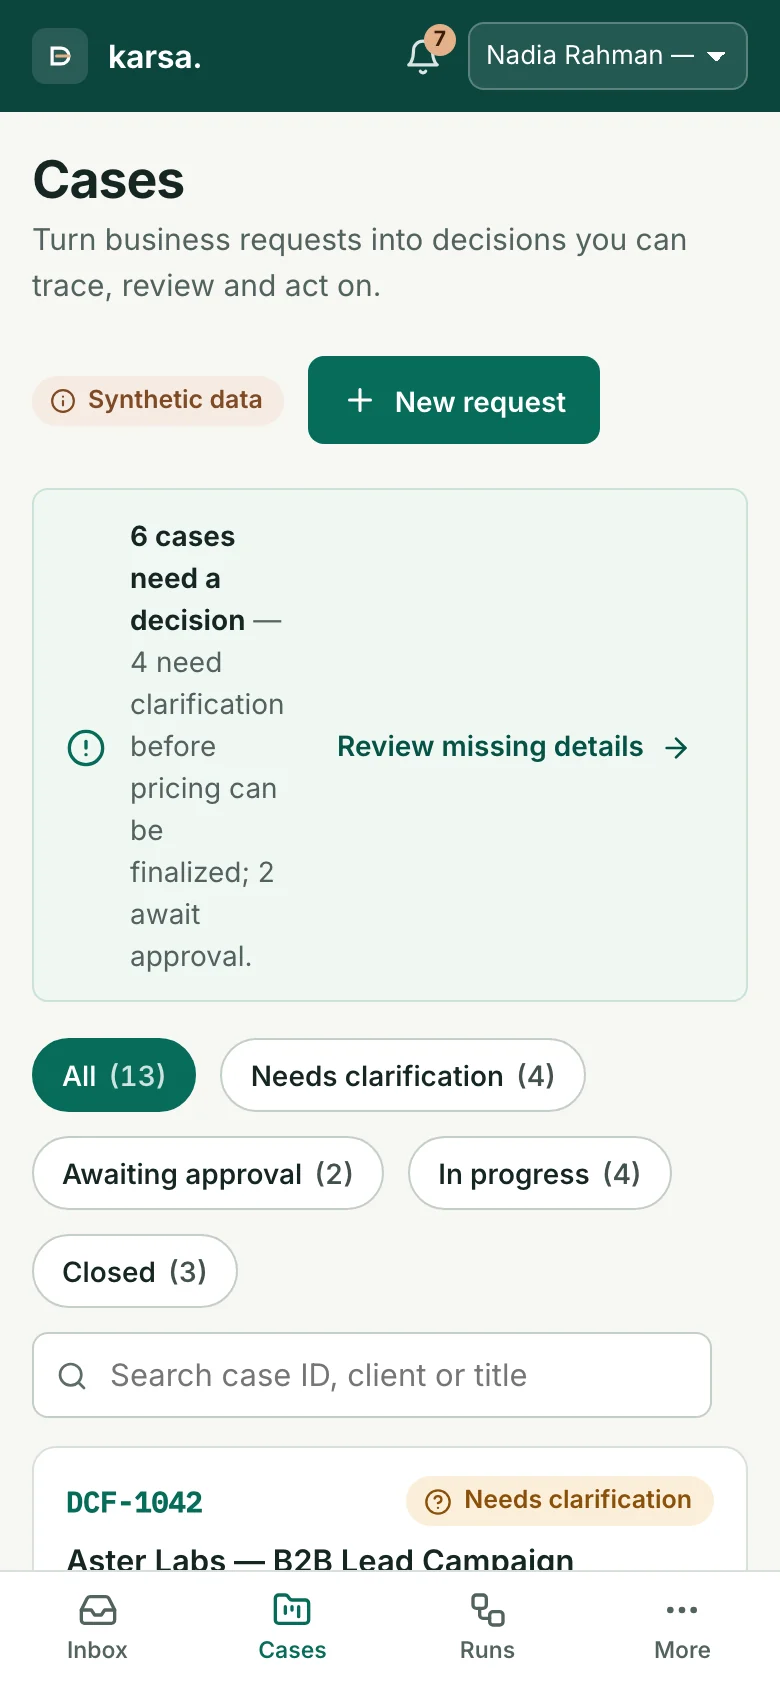 karsa.
7
Nadia Rahman —
Cases
Turn business requests into decisions you can
trace, review and act on.
Synthetic data
New request
6 cases
need a
decision —
4 need
clarification
before
pricing can
be
finalized; 2
await
approval.
Review missing details
All (13)
Needs clarification (4)
Awaiting approval (2)
In progress (4)
Closed (3)
Search case ID, client or title
DCF-1042
Needs clarification
Aster Labs — B2B Lead Campaign
Inbox
Cases
Runs
More